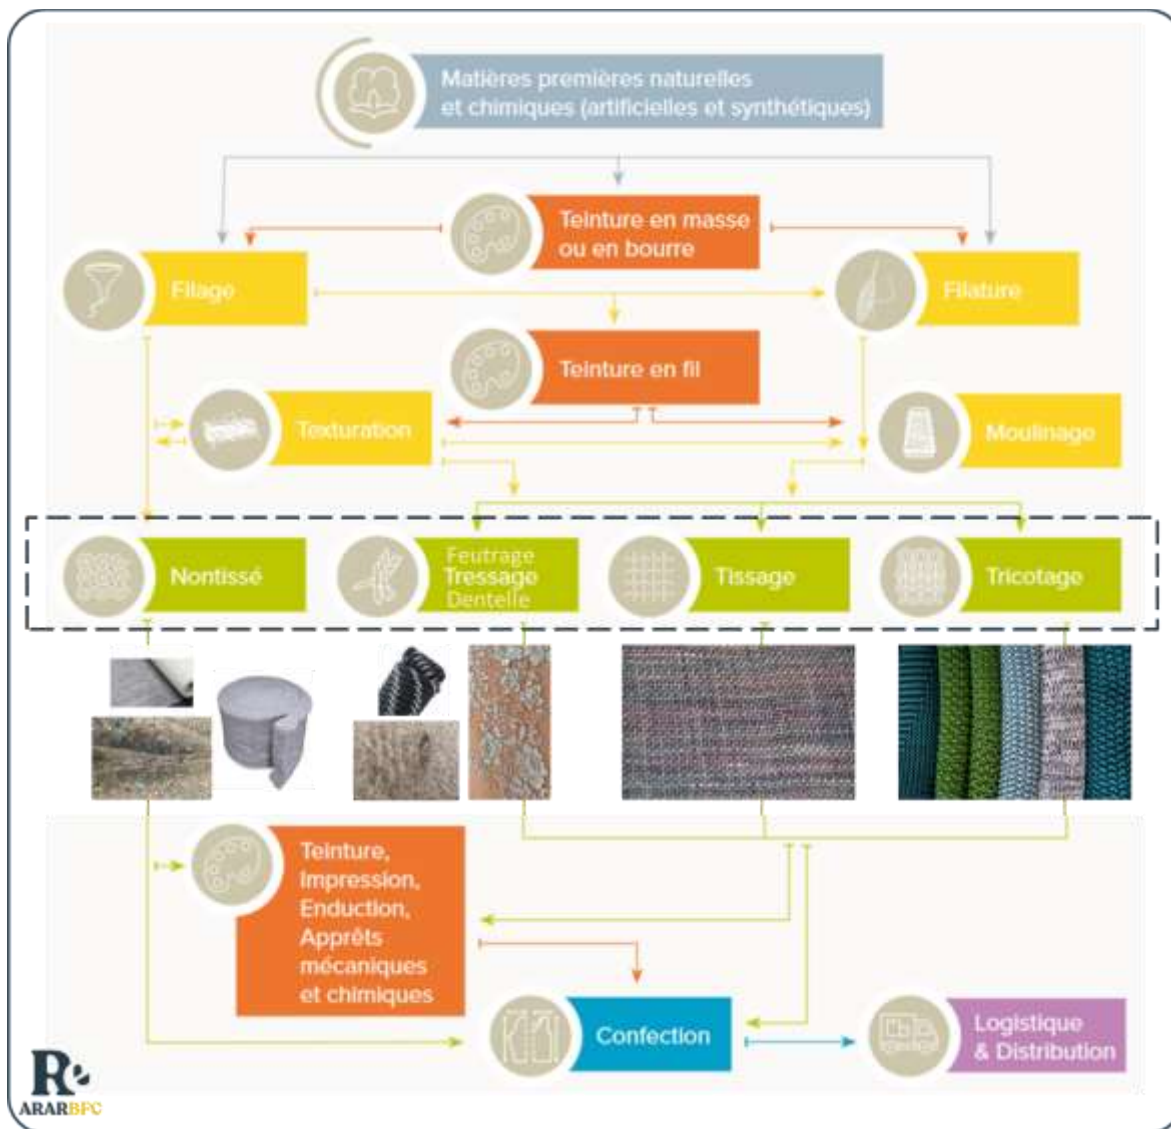 Matières premières naturelles
et chimiques (artificielles et synthétiques)
Teinture en masse
ou en bourre
Filage
Filature
Teinture en fil
Texturation
Moulinage
Nontissé
Feutrage
Tressage
Dentelle
Tissage
Tricotage
Teinture,
Impression,
Enduction,
Apprêts
mécaniques
et chimiques
Confection
Logistique
& Distribution
Re
ARARBFC